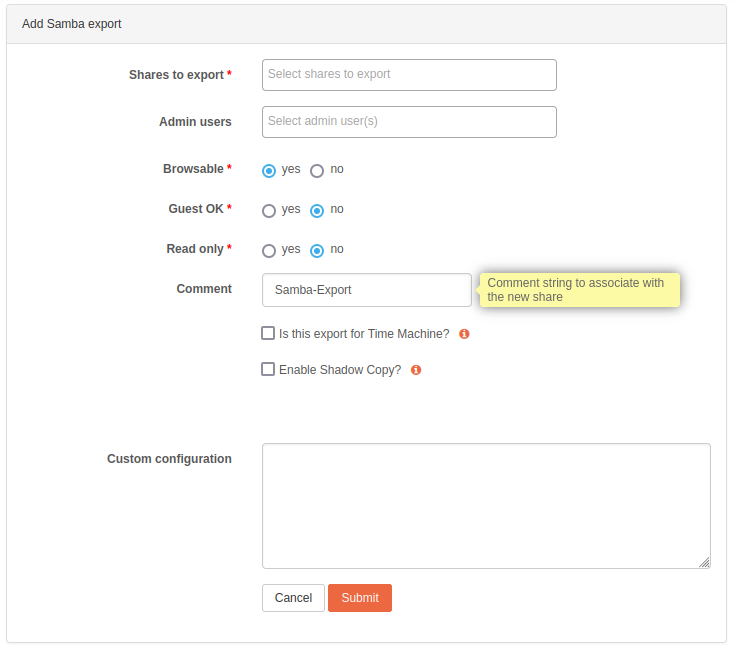 Add Samba export
Shares to export *
Select shares to export
Admin users
Select admin user(s)
Browsable *
yes no
Guest OK *
yes no
Read only *
yes no
Comment
Samba-Export
Comment string to associate with
the new share
Is this export for Time Machine?
Enable Shadow Copy?
Custom configuration
Cancel Submit